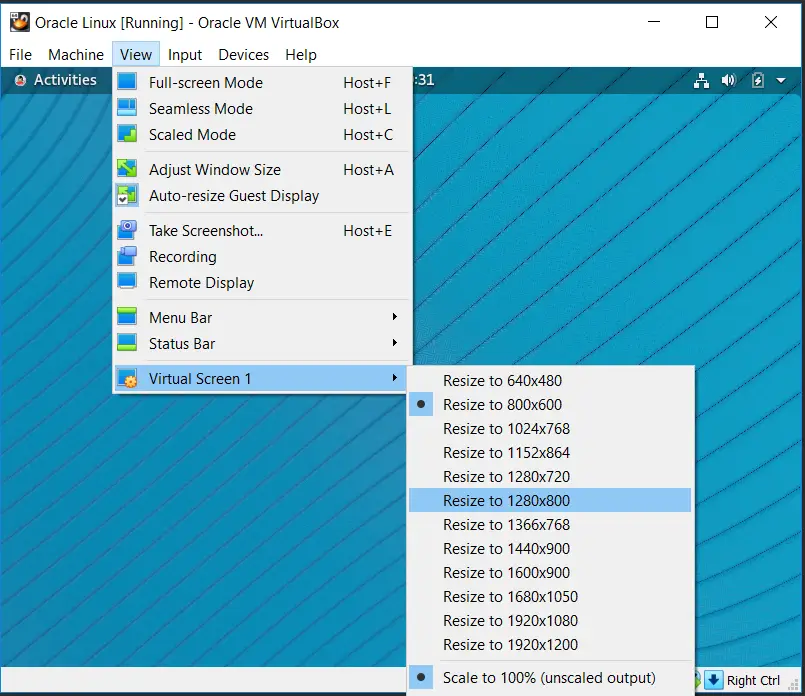 Oracle Linux [Running] - Oracle VM VirtualBox
File Machine View Input Devices Help
Activities :31
Full-screen Mode Host+F
Seamless Mode Host+L
Scaled Mode Host+C
Adjust Window Size Host+A
Auto-resize Guest Display
Take Screenshot... Host+E
Recording
Remote Display
Menu Bar
Status Bar
Virtual Screen 1
Resize to 640x480
Resize to 800x600
Resize to 1024x768
Resize to 1152x864
Resize to 1280x720
Resize to 1280x800
Resize to 1366x768
Resize to 1440x900
Resize to 1600x900
Resize to 1680x1050
Resize to 1920x1080
Resize to 1920x1200
Scale to 100% (unscaled output)
Right Ctrl